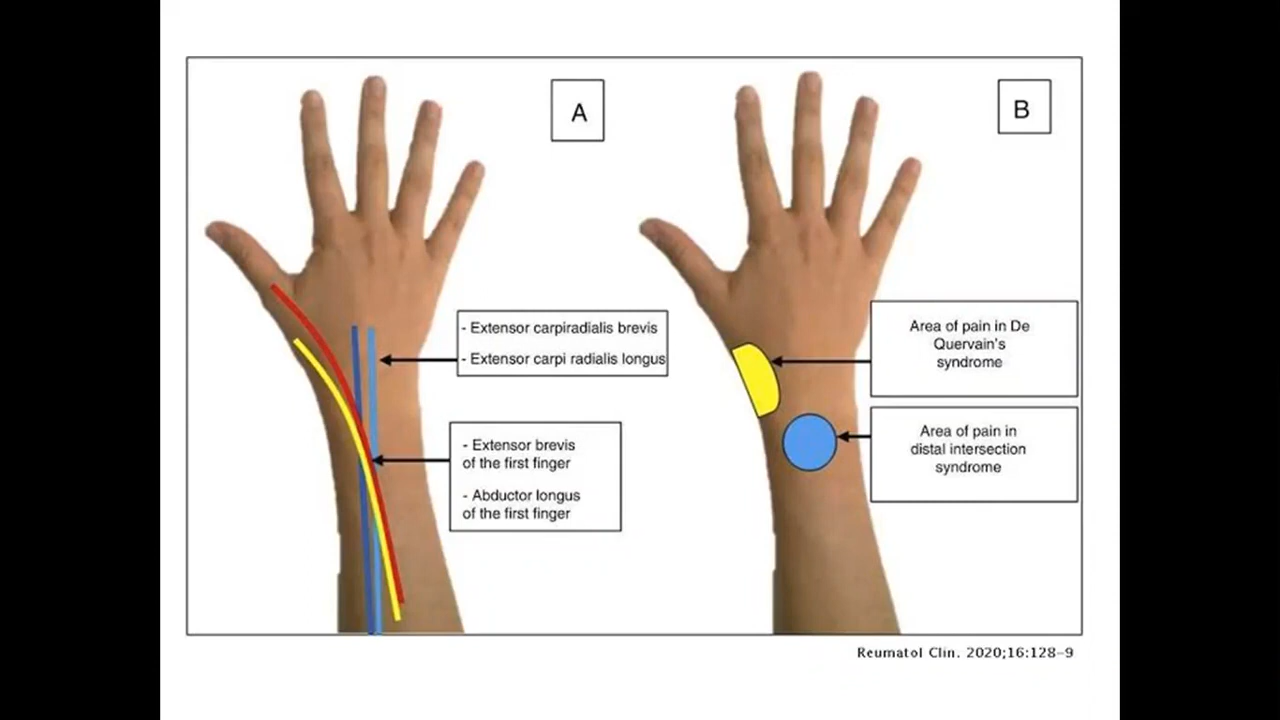 A
B
- Extensor carpiradialis brevis
- Extensor carpi radialis longus
- Extensor brevis
of the first finger
- Abductor longus
of the first finger
Area of pain in De
Quervain's
syndrome
Area of pain in
distal intersection
syndrome
Reumatol Clin. 2020;16:128-9